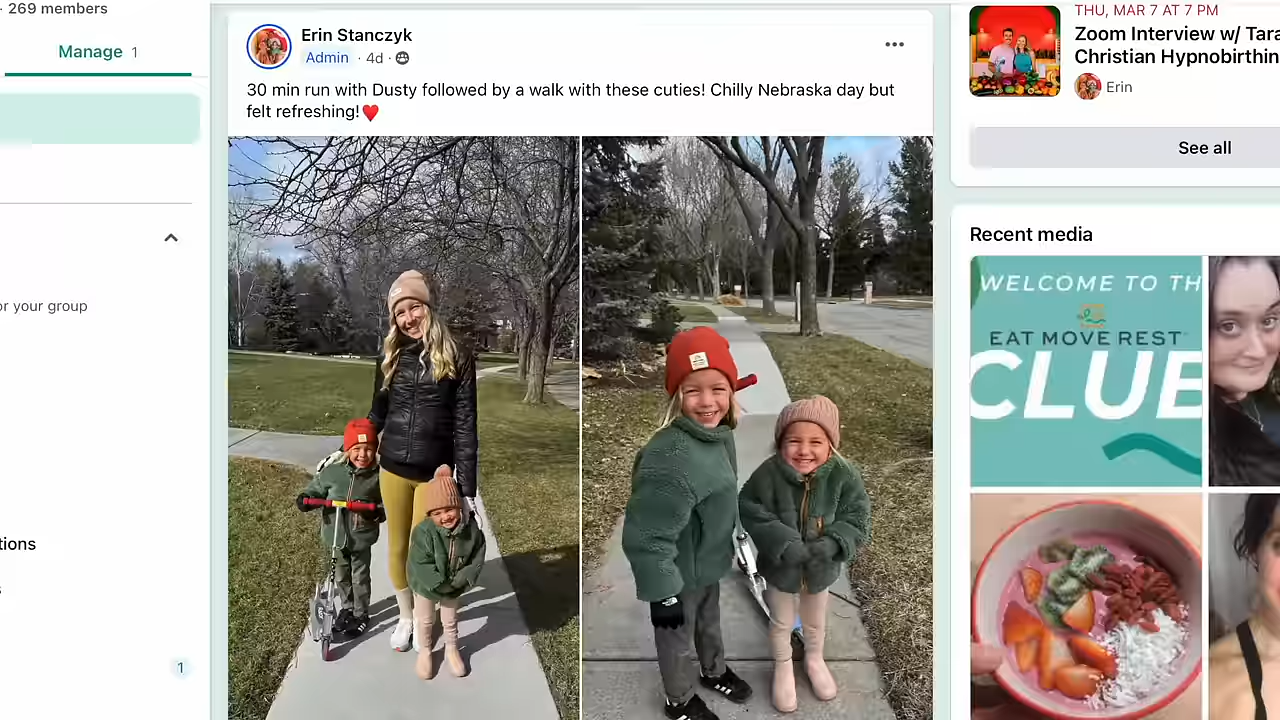 · 269 members
Manage 1
or your group
tions
1
Erin Stanczyk
Admin · 4d ·
30 min run with Dusty followed by a walk with these cuties! Chilly Nebraska day but
felt refreshing!❤️
THU, MAR 7 AT 7 PM
Zoom Interview w/ Tara
Christian Hypnobirthin
Erin
See all
Recent media
WELCOME TO TH
EAT MOVE REST
CLUB